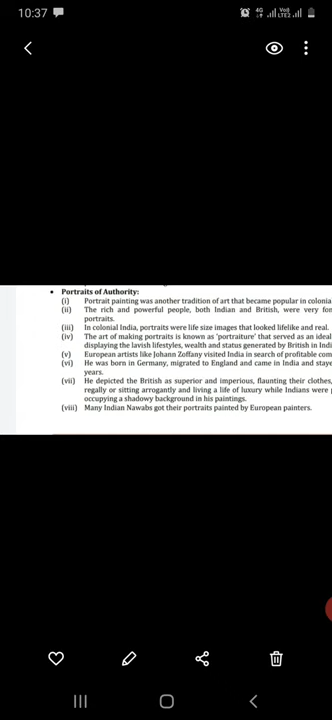 10:37
4G Vo)) LTE2
• Portraits of Authority:
(i) Portrait painting was another tradition of art that became popular in colonia
(ii) The rich and powerful people, both Indian and British, were very fon
portraits.
(iii) In colonial India, portraits were life size images that looked lifelike and real.
(iv) The art of making portraits is known as 'portraiture' that served as an ideal
displaying the lavish lifestyles, wealth and status generated by British in Indi
(v) European artists like Johann Zoffany visited India in search of profitable com
(vi) He was born in Germany, migrated to England and came in India and staye
years.
(vii) He depicted the British as superior and imperious, flaunting their clothes,
regally or sitting arrogantly and living a life of luxury while Indians were
occupying a shadowy background in his paintings.
(viii) Many Indian Nawabs got their portraits painted by European painters.